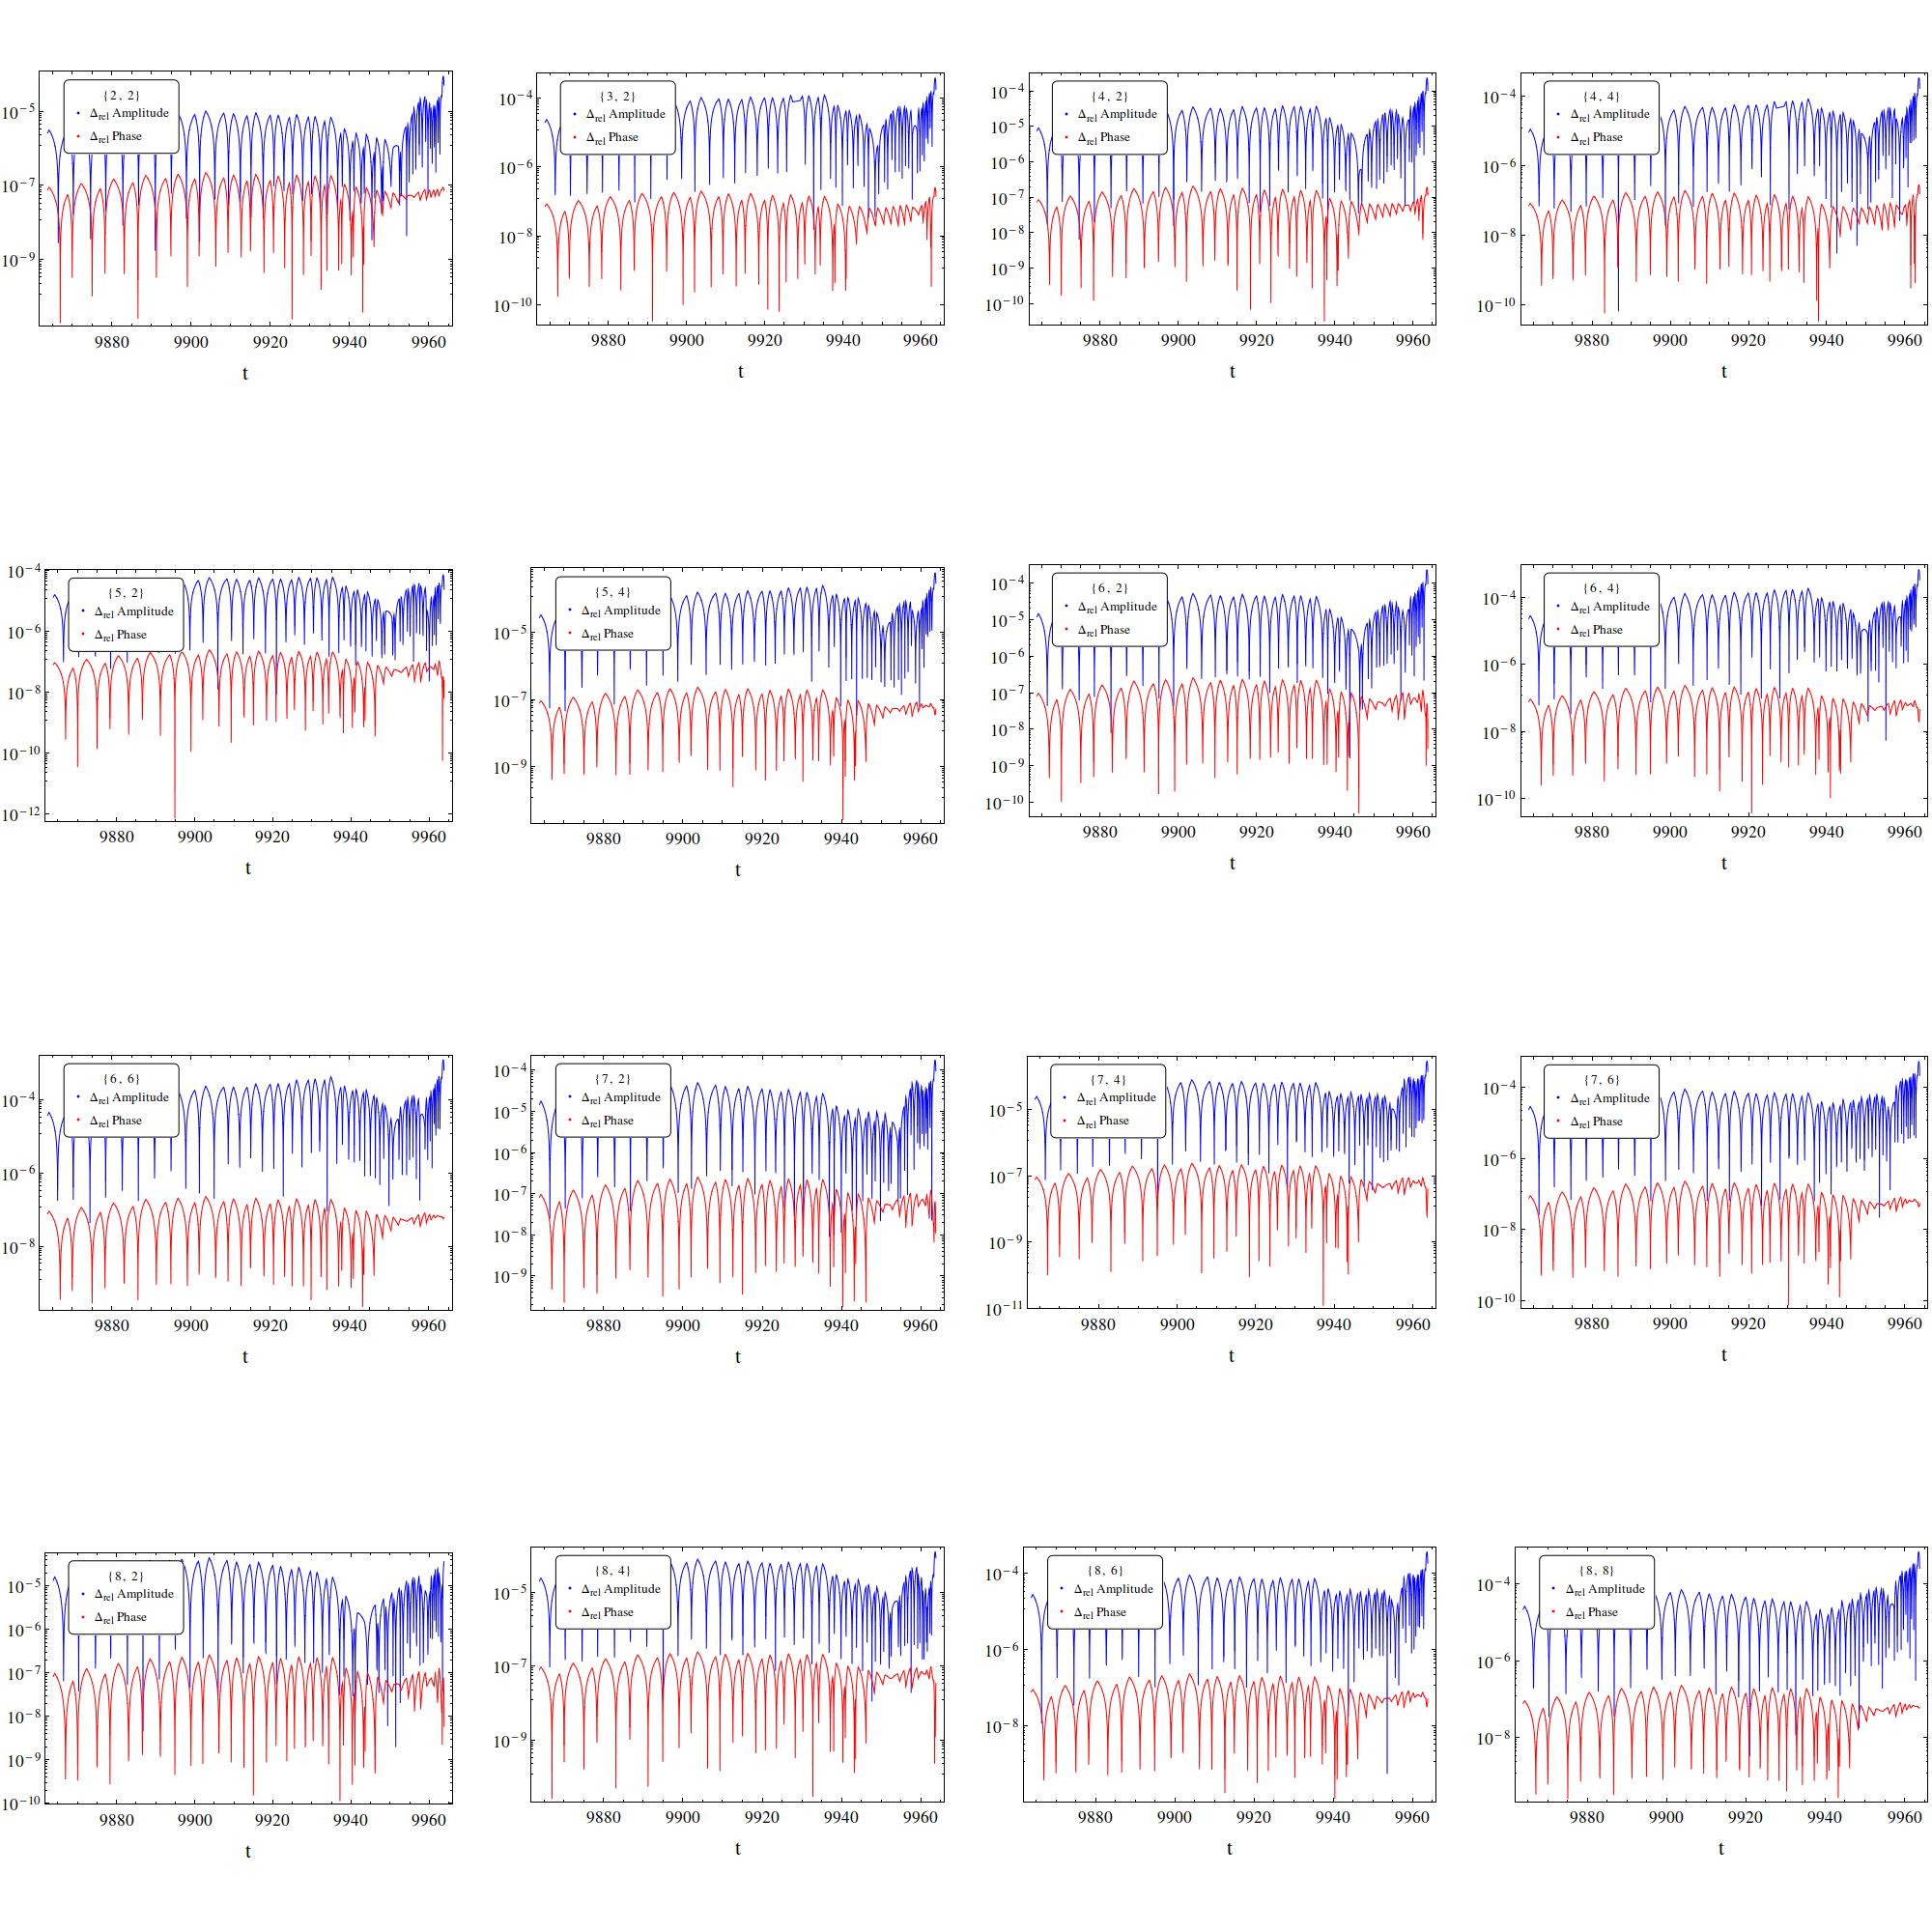 {2, 2}
Δrel Amplitude
Δrel Phase
10−5
10−7
10−9
9880 9900 9920 9940 9960
t
{3, 2}
Δrel Amplitude
Δrel Phase
10−4
10−6
10−8
10−10
9880 9900 9920 9940 9960
t
{4, 2}
Δrel Amplitude
Δrel Phase
10−4
10−5
10−6
10−7
10−8
10−9
10−10
9880 9900 9920 9940 9960
t
{4, 4}
Δrel Amplitude
Δrel Phase
10−4
10−6
10−8
10−10
9880 9900 9920 9940 9960
t
{5, 2}
Δrel Amplitude
Δrel Phase
10−4
10−6
10−8
10−10
10−12
9880 9900 9920 9940 9960
t
{5, 4}
Δrel Amplitude
Δrel Phase
10−5
10−7
10−9
9880 9900 9920 9940 9960
t
{6, 2}
Δrel Amplitude
Δrel Phase
10−4
10−5
10−6
10−7
10−8
10−9
10−10
9880 9900 9920 9940 9960
t
{6, 4}
Δrel Amplitude
Δrel Phase
10−4
10−6
10−8
10−10
9880 9900 9920 9940 9960
t
{6, 6}
Δrel Amplitude
Δrel Phase
10−4
10−6
10−8
9880 9900 9920 9940 9960
t
{7, 2}
Δrel Amplitude
Δrel Phase
10−4
10−5
10−6
10−7
10−8
10−9
9880 9900 9920 9940 9960
t
{7, 4}
Δrel Amplitude
Δrel Phase
10−5
10−7
10−9
10−11
9880 9900 9920 9940 9960
t
{7, 6}
Δrel Amplitude
Δrel Phase
10−4
10−6
10−8
10−10
9880 9900 9920 9940 9960
t
{8, 2}
Δrel Amplitude
Δrel Phase
10−5
10−6
10−7
10−8
10−9
10−10
9880 9900 9920 9940 9960
t
{8, 4}
Δrel Amplitude
Δrel Phase
10−5
10−7
10−9
9880 9900 9920 9940 9960
t
{8, 6}
Δrel Amplitude
Δrel Phase
10−4
10−6
10−8
9880 9900 9920 9940 9960
t
{8, 8}
Δrel Amplitude
Δrel Phase
10−4
10−6
10−8
9880 9900 9920 9940 9960
t